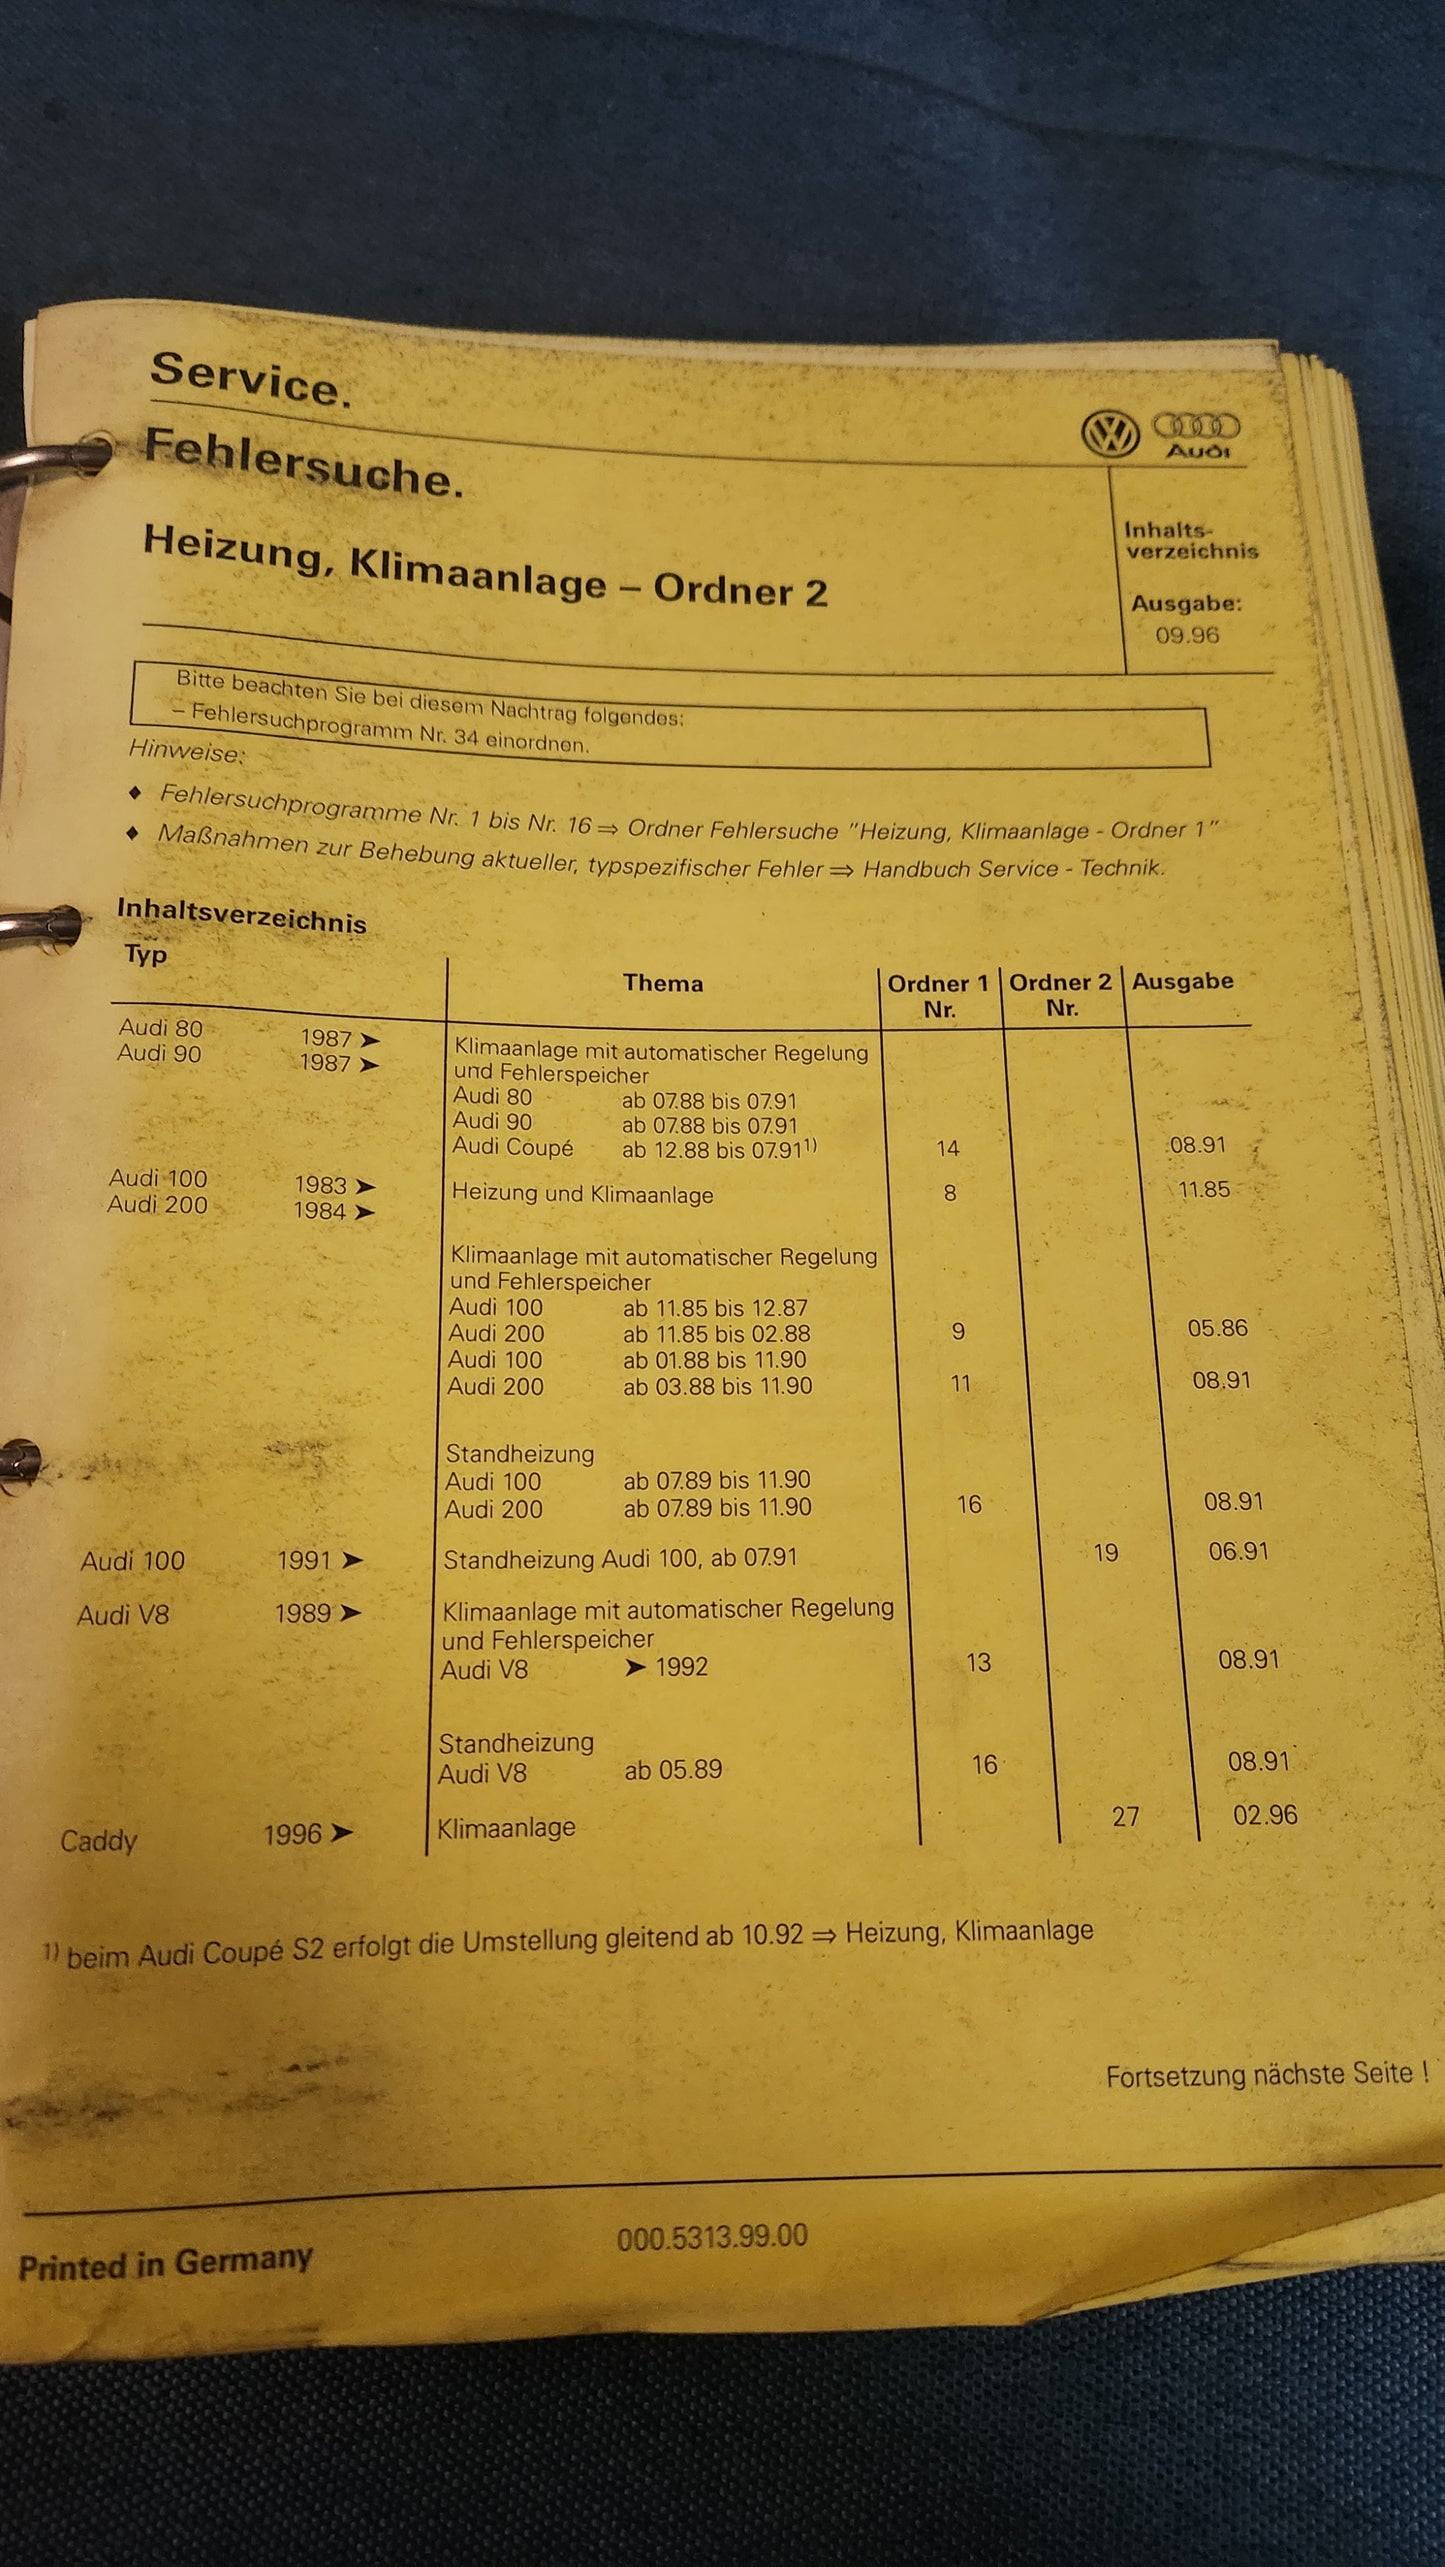 Service.
Fehlersuche.
Heizung, Klimaanlage – Ordner 2
Audi
Inhalts-
verzeichnis
Ausgabe:
09.96
Bitte beachten Sie bei diesem Nachtrag folgendes:
– Fehlersuchprogramm Nr. 34 einordnen.
Hinweise:
♦ Fehlersuchprogramme Nr. 1 bis Nr. 16 ⇒ Ordner Fehlersuche "Heizung, Klimaanlage - Ordner 1"
♦ Maßnahmen zur Behebung aktueller, typspezifischer Fehler ⇒ Handbuch Service - Technik.
Inhaltsverzeichnis
Typ Thema Ordner 1 Ordner 2 Ausgabe
Nr. Nr.
Audi 80 1987 ➤ Klimaanlage mit automatischer Regelung
Audi 90 1987 ➤ und Fehlerspeicher
Audi 80 ab 07.88 bis 07.91
Audi 90 ab 07.88 bis 07.91
Audi Coupé ab 12.88 bis 07.91¹⁾ 14 08.91
Audi 100 1983 ➤ Heizung und Klimaanlage 8 11.85
Audi 200 1984 ➤
Klimaanlage mit automatischer Regelung
und Fehlerspeicher
Audi 100 ab 11.85 bis 12.87
Audi 200 ab 11.85 bis 02.88 9 05.86
Audi 100 ab 01.88 bis 11.90
Audi 200 ab 03.88 bis 11.90 11 08.91
Standheizung
Audi 100 ab 07.89 bis 11.90
Audi 200 ab 07.89 bis 11.90 16 08.91
Audi 100 1991 ➤ Standheizung Audi 100, ab 07.91 19 06.91
Audi V8 1989 ➤ Klimaanlage mit automatischer Regelung
und Fehlerspeicher
Audi V8 ➤ 1992 13 08.91
Standheizung
Audi V8 ab 05.89 16 08.91
Caddy 1996 ➤ Klimaanlage 27 02.96
¹⁾ beim Audi Coupé S2 erfolgt die Umstellung gleitend ab 10.92 ⇒ Heizung, Klimaanlage
Fortsetzung nächste Seite !
Printed in Germany 000.5313.99.00